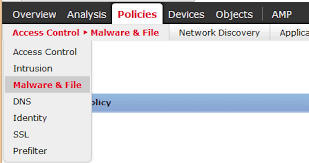 Overview Analysis Policies Devices Objects AMP
Access Control ▸ Malware & File Network Discovery Applica
Access Control
Intrusion
Malware & File
DNS
olicy
Identity
SSL
Prefilter